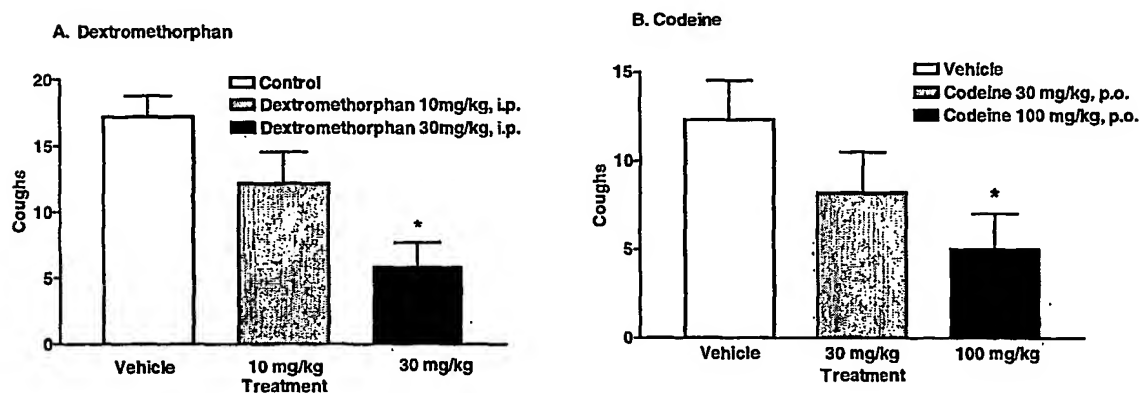 A. Dextromethorphan
Control
Dextromethorphan 10mg/kg, i.p.
Dextromethorphan 30mg/kg, i.p.
20
15
10
5
0
Coughs
*
Vehicle
10 mg/kg
30 mg/kg
Treatment
B. Codeine
Vehicle
Codeine 30 mg/kg, p.o.
Codeine 100 mg/kg, p.o.
15
10
5
0
Coughs
*
Vehicle
30 mg/kg
100 mg/kg
Treatment